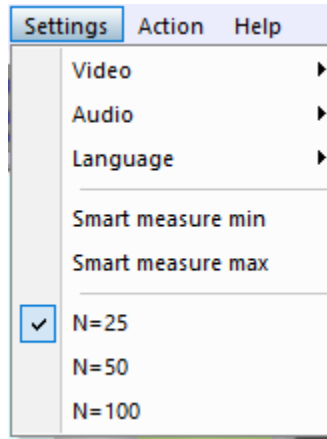 Settings Action Help
Video
Audio
Language
Smart measure min
Smart measure max
N=25
N=50
N=100